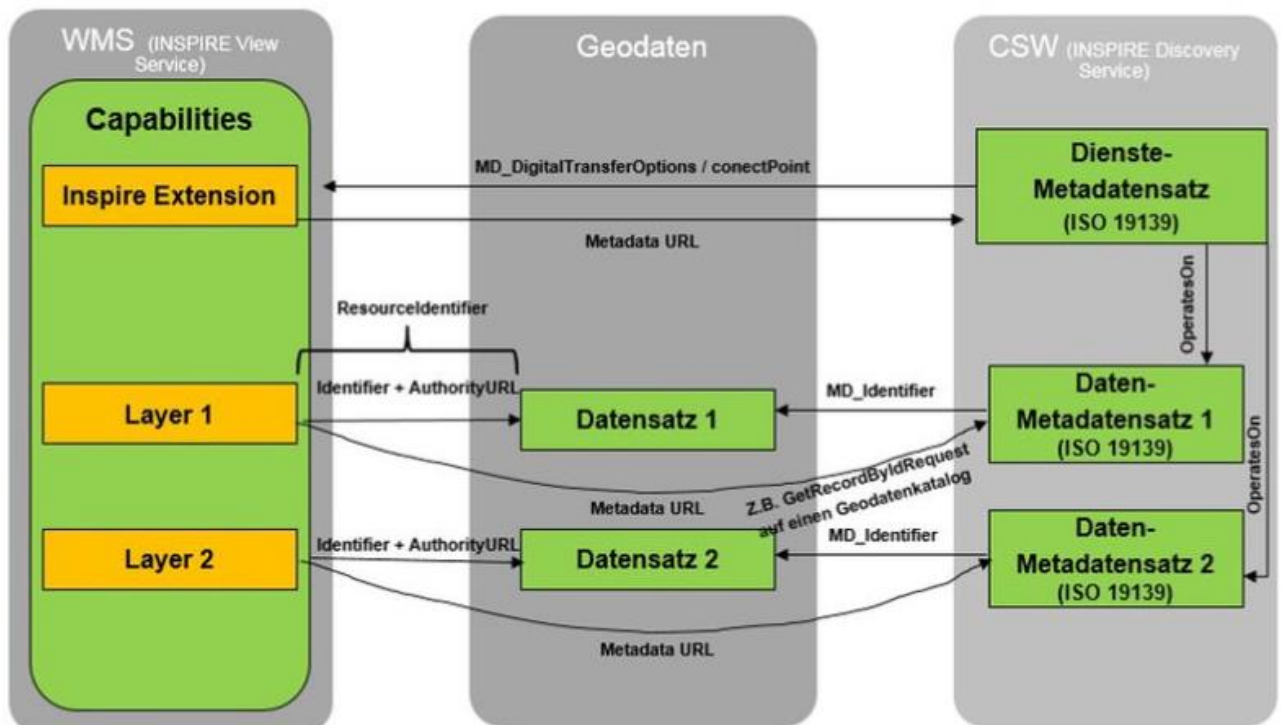 WMS (INSPIRE View
Service)
Geodaten
CSW (INSPIRE Discovery
Service)
Capabilities
Inspire Extension
MD_DigitalTransferOptions / conectPoint
Metadata URL
Dienste-
Metadatensatz
(ISO 19139)
OperatesOn
OperatesOn
ResourceIdentifier
Identifier + AuthorityURL
Layer 1
Datensatz 1
MD_Identifier
Daten-
Metadatensatz 1
(ISO 19139)
Metadata URL
Z.B. GetRecordByIdRequest
auf einen Geodatenkatalog
Identifier + AuthorityURL
Layer 2
Datensatz 2
MD_Identifier
Daten-
Metadatensatz 2
(ISO 19139)
Metadata URL